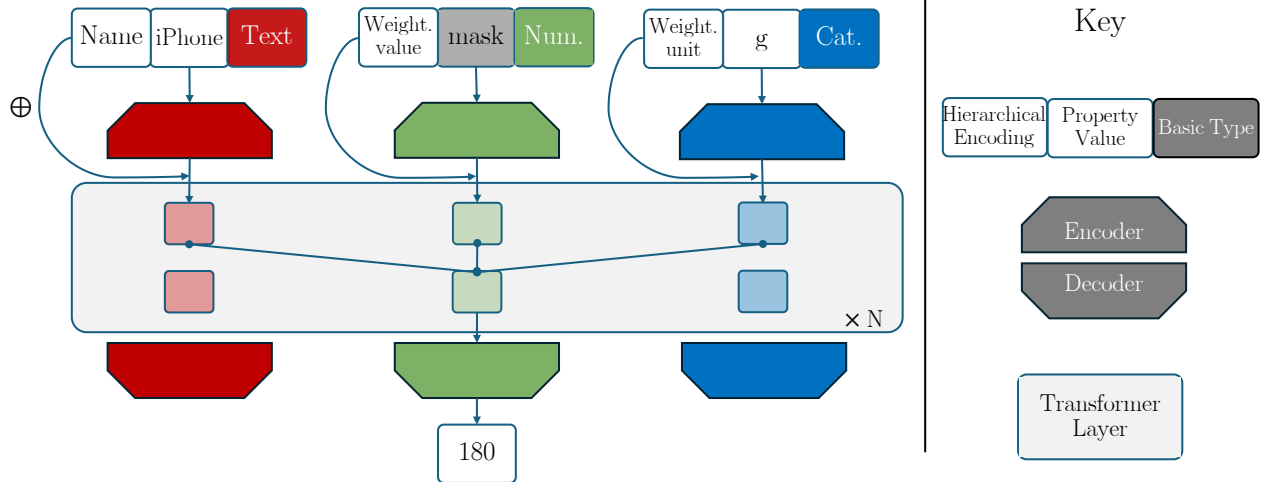 Name iPhone Text
Weight. value mask Num.
Weight. unit g Cat.
⊕
× N
180
Key
Hierarchical
Encoding
Property
Value
Basic Type
Encoder
Decoder
Transformer
Layer